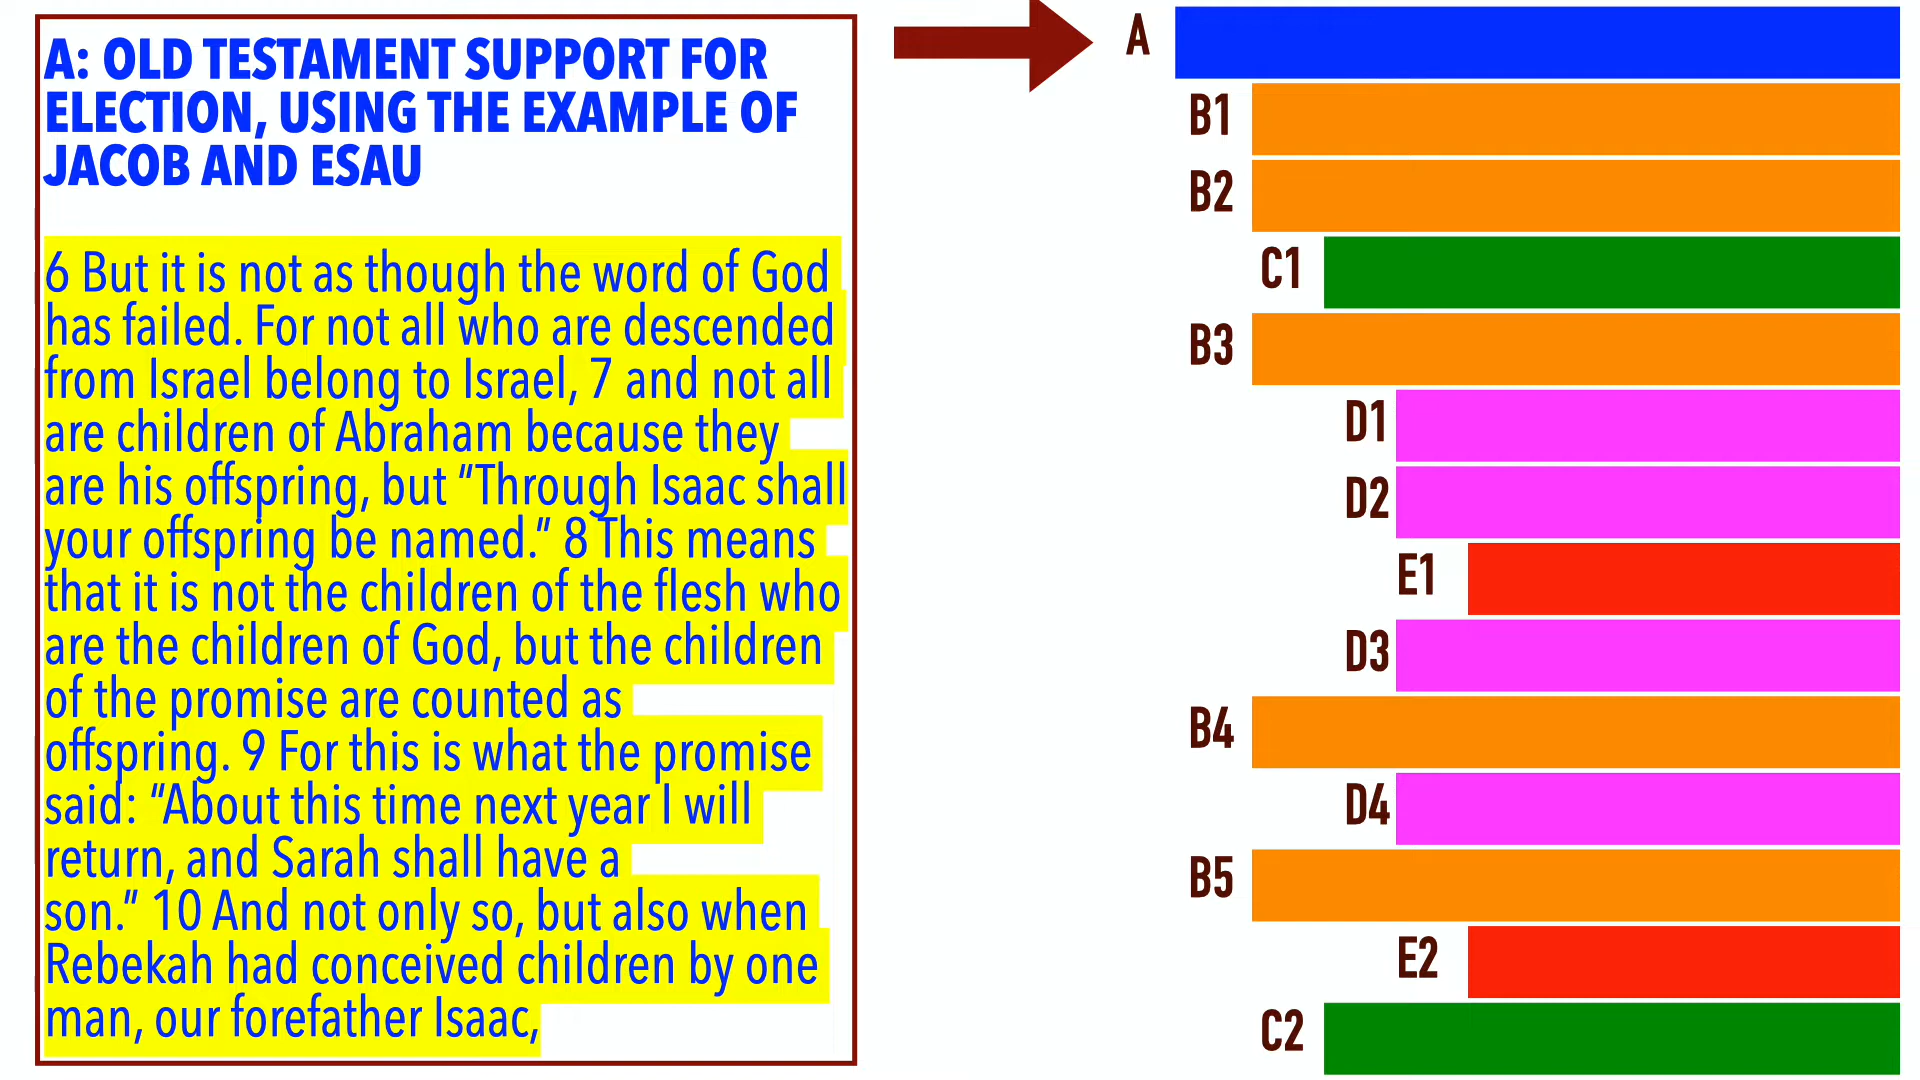 A: OLD TESTAMENT SUPPORT FOR
ELECTION, USING THE EXAMPLE OF
JACOB AND ESAU
6 But it is not as though the word of God
has failed. For not all who are descended
from Israel belong to Israel, 7 and not all
are children of Abraham because they
are his offspring, but “Through Isaac shall
your offspring be named.” 8 This means
that it is not the children of the flesh who
are the children of God, but the children
of the promise are counted as
offspring. 9 For this is what the promise
said: “About this time next year I will
return, and Sarah shall have a
son.” 10 And not only so, but also when
Rebekah had conceived children by one
man, our forefather Isaac,
A
B1
B2
C1
B3
D1
D2
E1
D3
B4
D4
B5
E2
C2